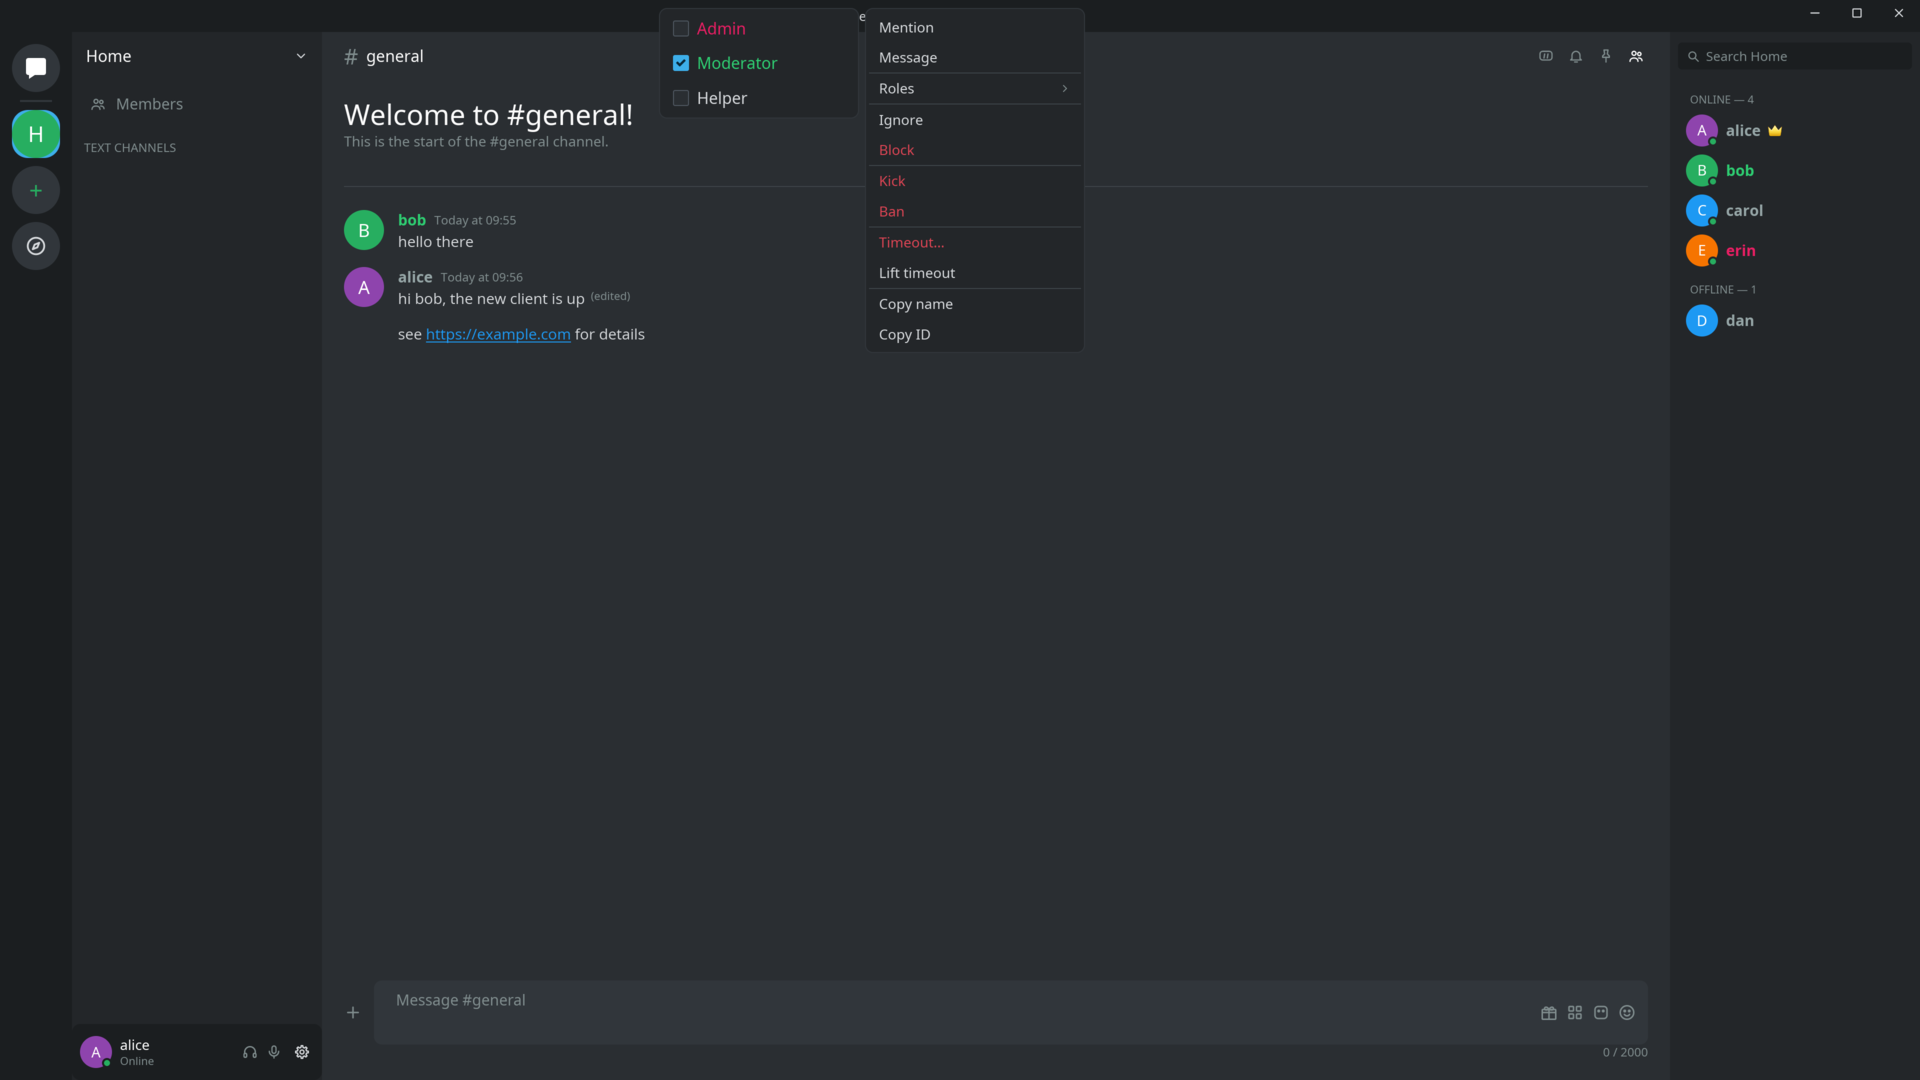 Home
Members
TEXT CHANNELS
H
# general
Welcome to #general!
This is the start of the #general channel.
B
bob Today at 09:55
hello there
A
alice Today at 09:56
hi bob, the new client is up (edited)
see https://example.com for details
Admin
Moderator
Helper
Mention
Message
Roles
Ignore
Block
Kick
Ban
Timeout...
Lift timeout
Copy name
Copy ID
Search Home
ONLINE — 4
A alice
B bob
C carol
E erin
OFFLINE — 1
D dan
Message #general
0 / 2000
A
alice
Online